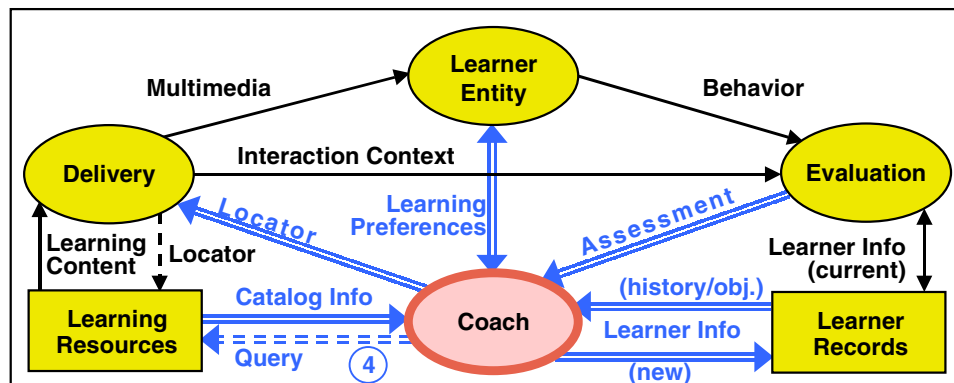 Learner
Entity
Multimedia
Behavior
Interaction Context
Delivery
Evaluation
Locator
Learning
Preferences
Assessment
Learning
Content
Locator
Learner Info
(current)
Catalog Info
(history/obj.)
Learning
Resources
Coach
Learner Info
Learner
Records
Query
4
(new)